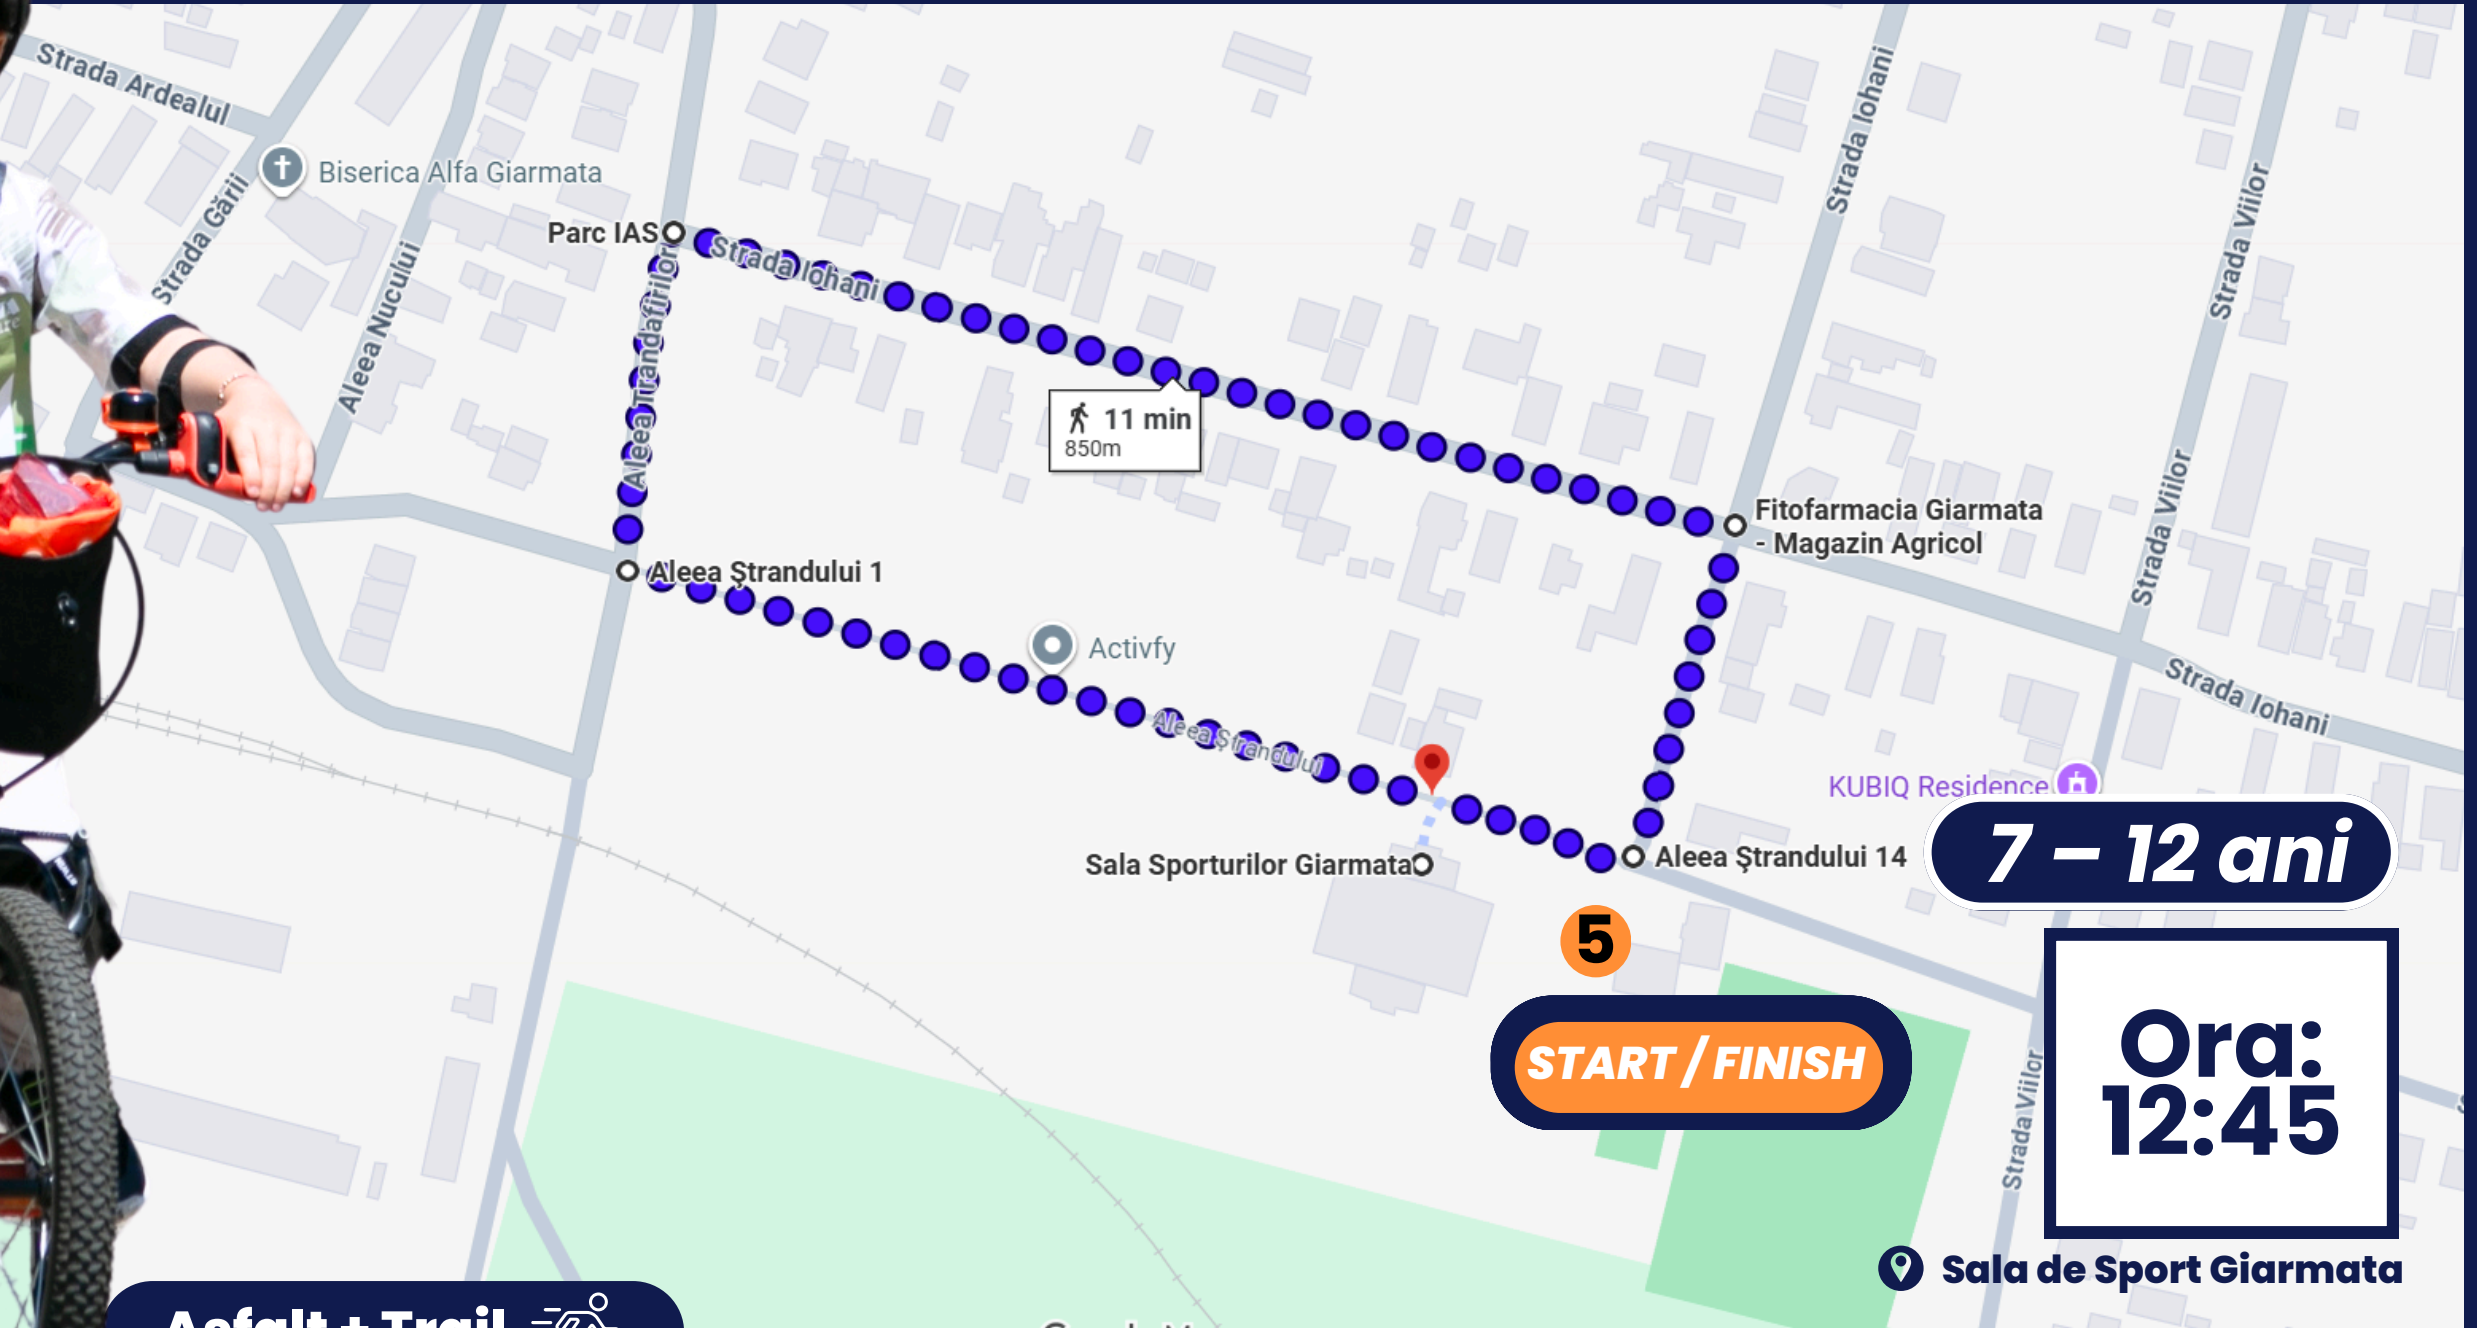 Strada Ardealul
Biserica Alfa Giarmata
Strada Gării
Aleea Nucului
Parc IAS
Strada Iohani
Aleea Trandafirilor
Strada Iohani
Strada Viilor
11 min
850m
Fitofarmacia Giarmata
- Magazin Agricol
Strada Viilor
Aleea Ştrandului 1
Activfy
Aleea Ştrandului
Strada Iohani
KUBIQ Residence
Sala Sporturilor Giarmata
Aleea Ştrandului 14
7 – 12 ani
5
START / FINISH
Ora:
12:45
Strada Viilor
Sala de Sport Giarmata
Asfalt + Trail